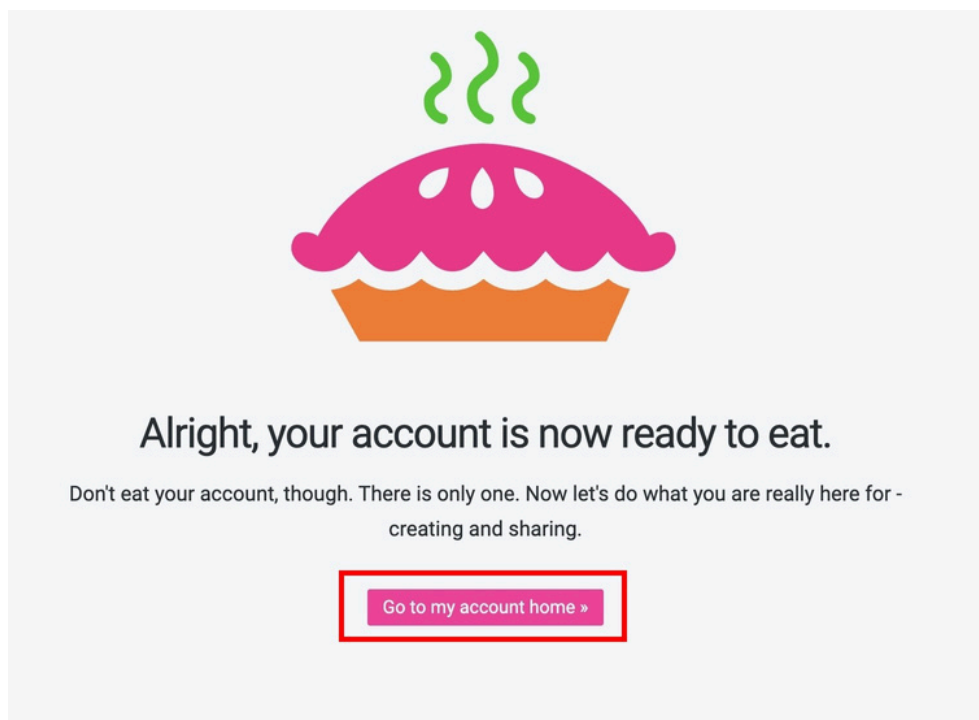 Alright, your account is now ready to eat.
Don't eat your account, though. There is only one. Now let's do what you are really here for -
creating and sharing.
Go to my account home »